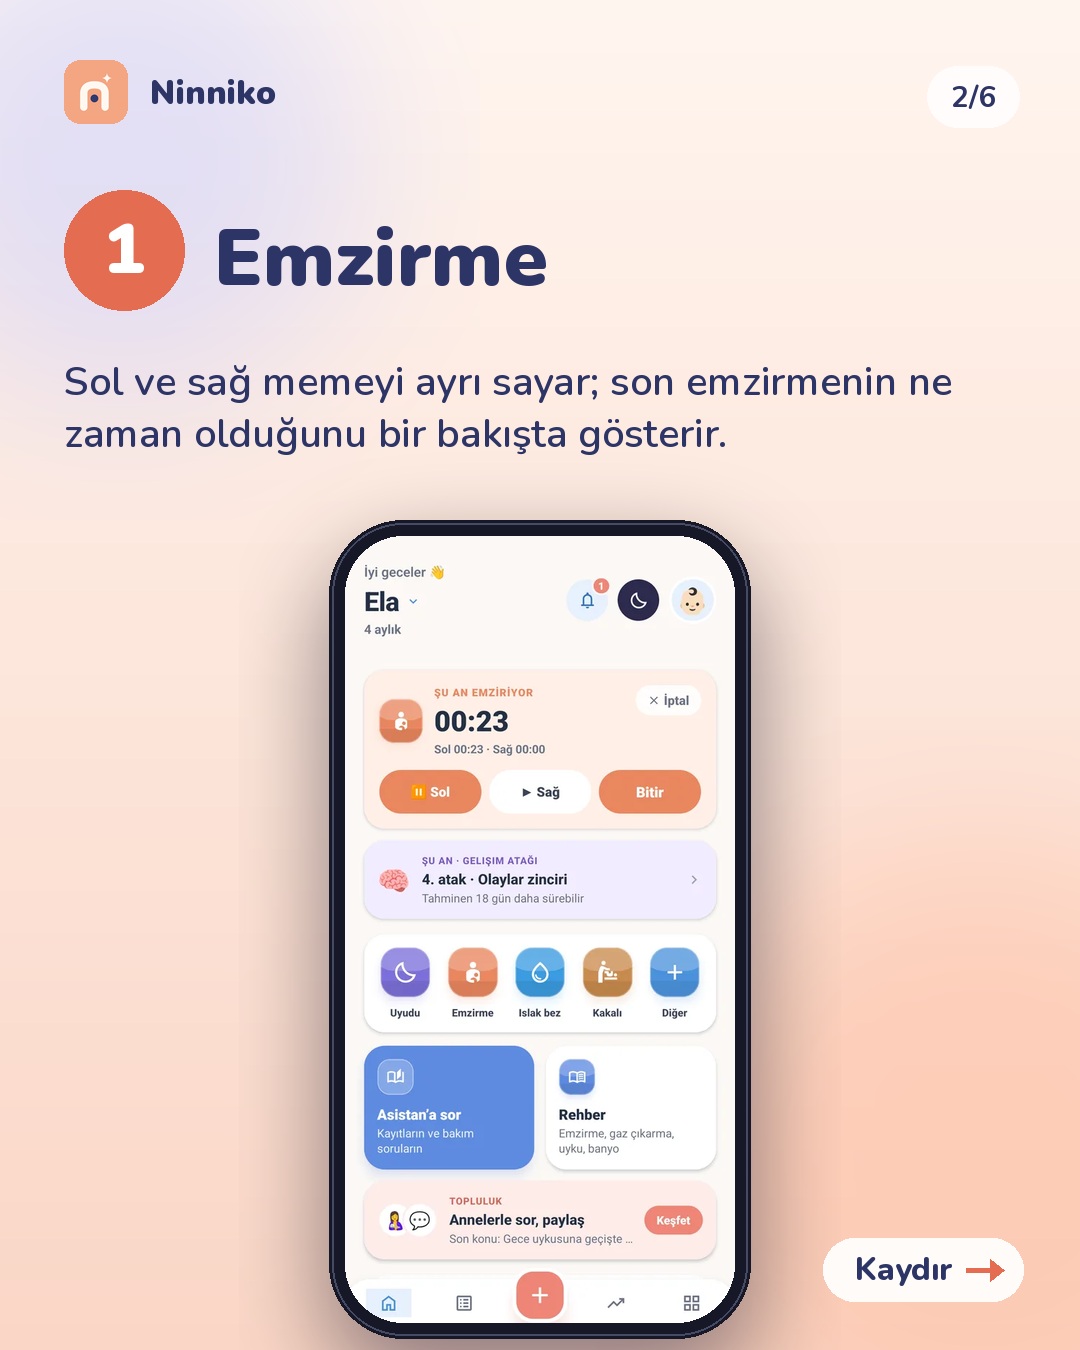 Ninniko
2/6
1
Emzirme
Sol ve sağ memeyi ayrı sayar; son emzirmenin ne
zaman olduğunu bir bakışta gösterir.
İyi geceler 👋
Ela
4 aylık
1
ŞU AN EMZİRİYOR
00:23
Sol 00:23 · Sağ 00:00
× İptal
⏸ Sol
▶ Sağ
Bitir
ŞU AN · GELIŞIM ATAĞI
4. atak · Olaylar zinciri
Tahminen 18 gün daha sürebilir
Uyudu
Emzirme
Islak bez
Kakalı
Diğer
Asistan'a sor
Kayıtların ve bakım
soruların
Rehber
Emzirme, gaz çıkarma,
uyku, banyo
TOPLULUK
Annelerle sor, paylaş
Son konu: Gece uykusuna geçişte ...
Keşfet
Kaydır